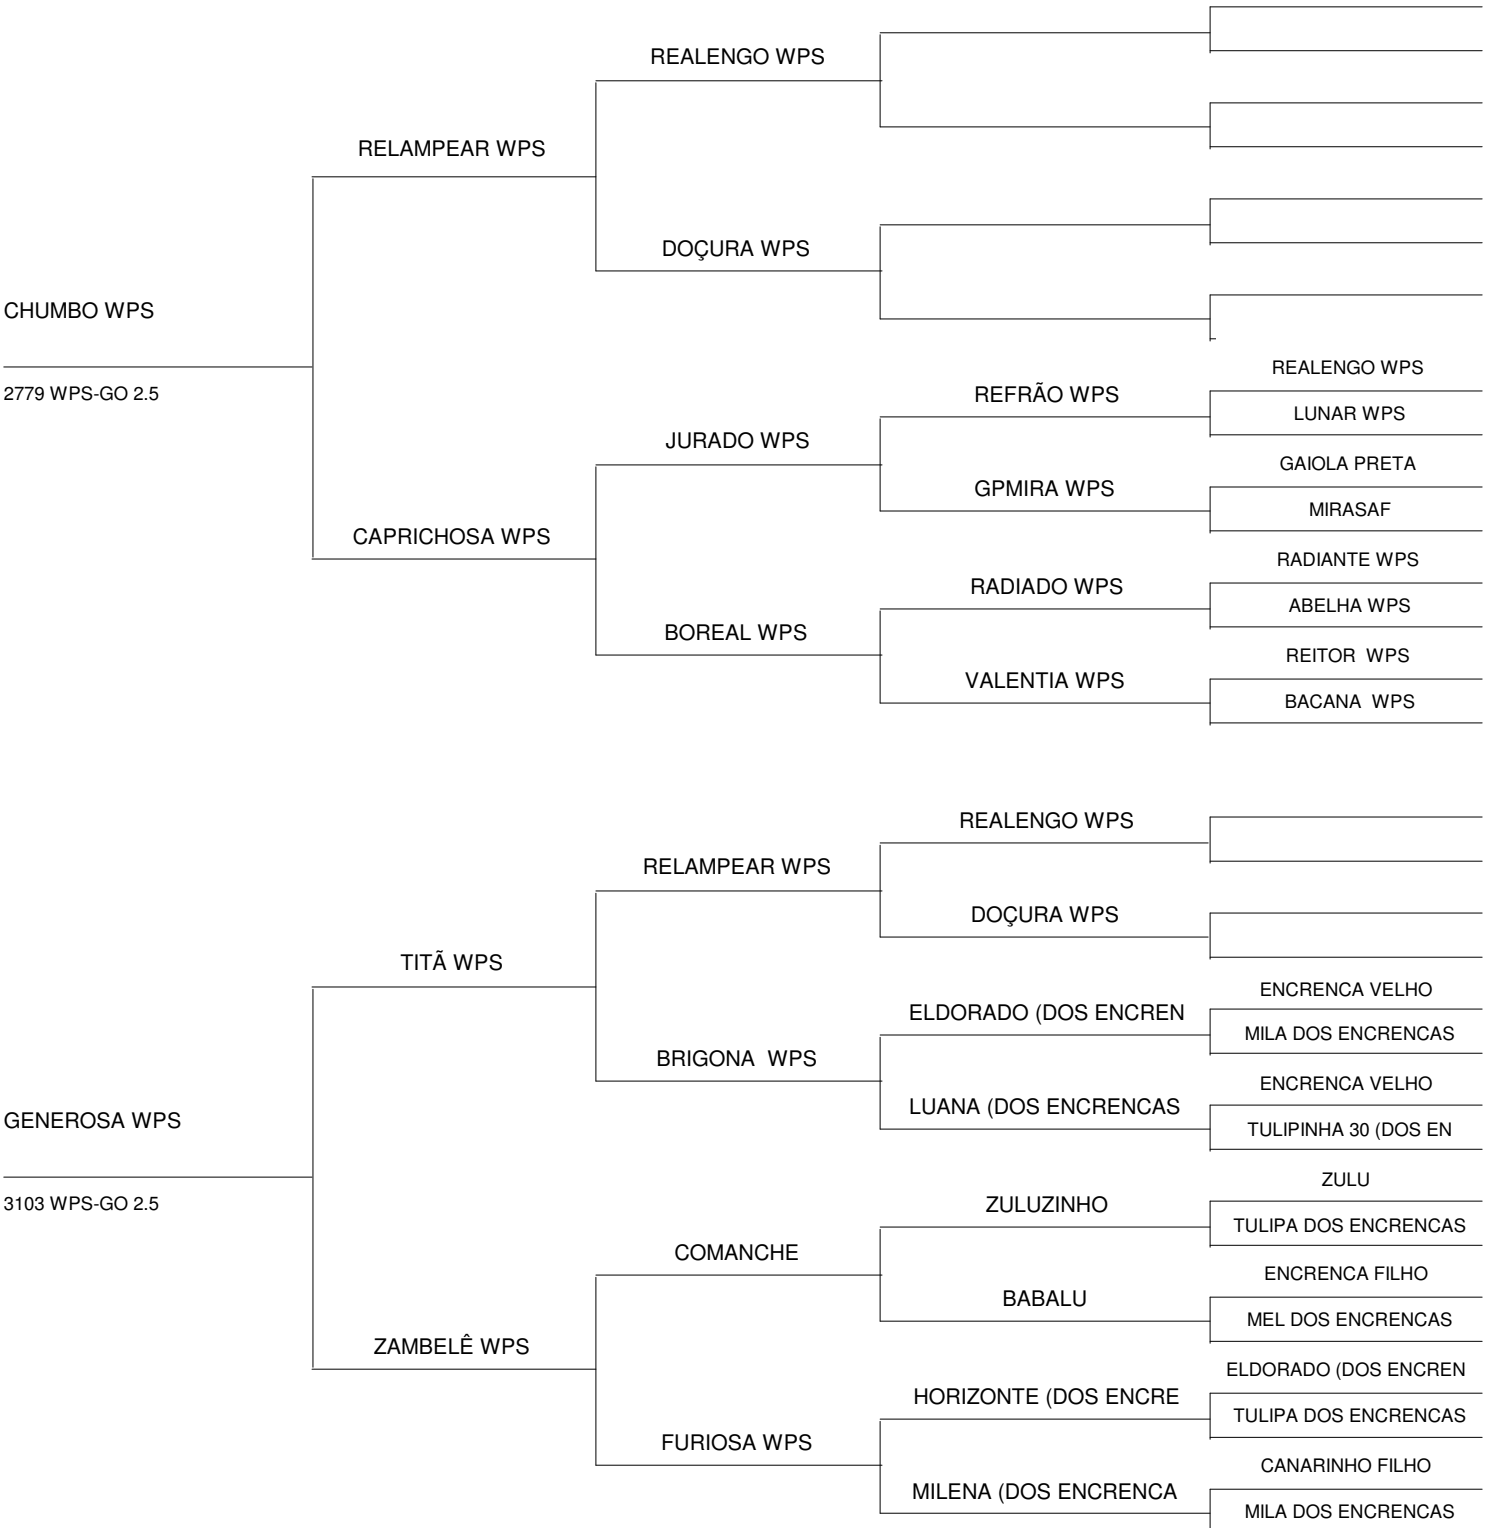 REALENGO WPS
RELAMPEAR WPS
DOÇURA WPS
CHUMBO WPS
2779 WPS-GO 2.5
REALENGO WPS
REFRÃO WPS
LUNAR WPS
JURADO WPS
GAIOLA PRETA
GPMIRA WPS
MIRASAF
CAPRICHOSA WPS
RADIANTE WPS
RADIADO WPS
ABELHA WPS
BOREAL WPS
REITOR  WPS
VALENTIA WPS
BACANA  WPS
REALENGO WPS
RELAMPEAR WPS
DOÇURA WPS
TITÃ WPS
ENCRENCA VELHO
ELDORADO (DOS ENCREN
MILA DOS ENCRENCAS
BRIGONA  WPS
ENCRENCA VELHO
LUANA (DOS ENCRENCAS
TULIPINHA 30 (DOS EN
GENEROSA WPS
3103 WPS-GO 2.5
ZULU
ZULUZINHO
TULIPA DOS ENCRENCAS
COMANCHE
ENCRENCA FILHO
BABALU
MEL DOS ENCRENCAS
ZAMBELÊ WPS
ELDORADO (DOS ENCREN
HORIZONTE (DOS ENCRE
TULIPA DOS ENCRENCAS
FURIOSA WPS
CANARINHO FILHO
MILENA (DOS ENCRENCA
MILA DOS ENCRENCAS